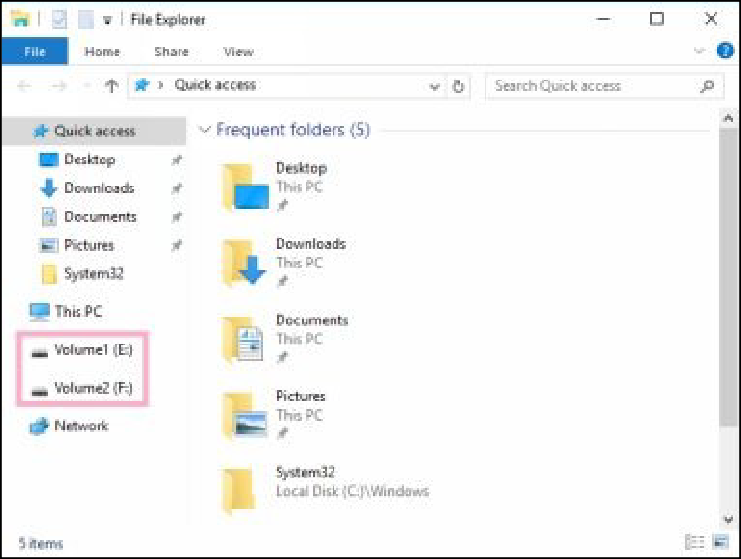 File Explorer
File Home Share View
Quick access
Search Quick access
Quick access
Desktop
Downloads
Documents
Pictures
System32
This PC
Volume1 (E:)
Volume2 (F:)
Network
Frequent folders (5)
Desktop
This PC
Downloads
This PC
Documents
This PC
Pictures
This PC
System32
Local Disk (C:)\Windows
5 items